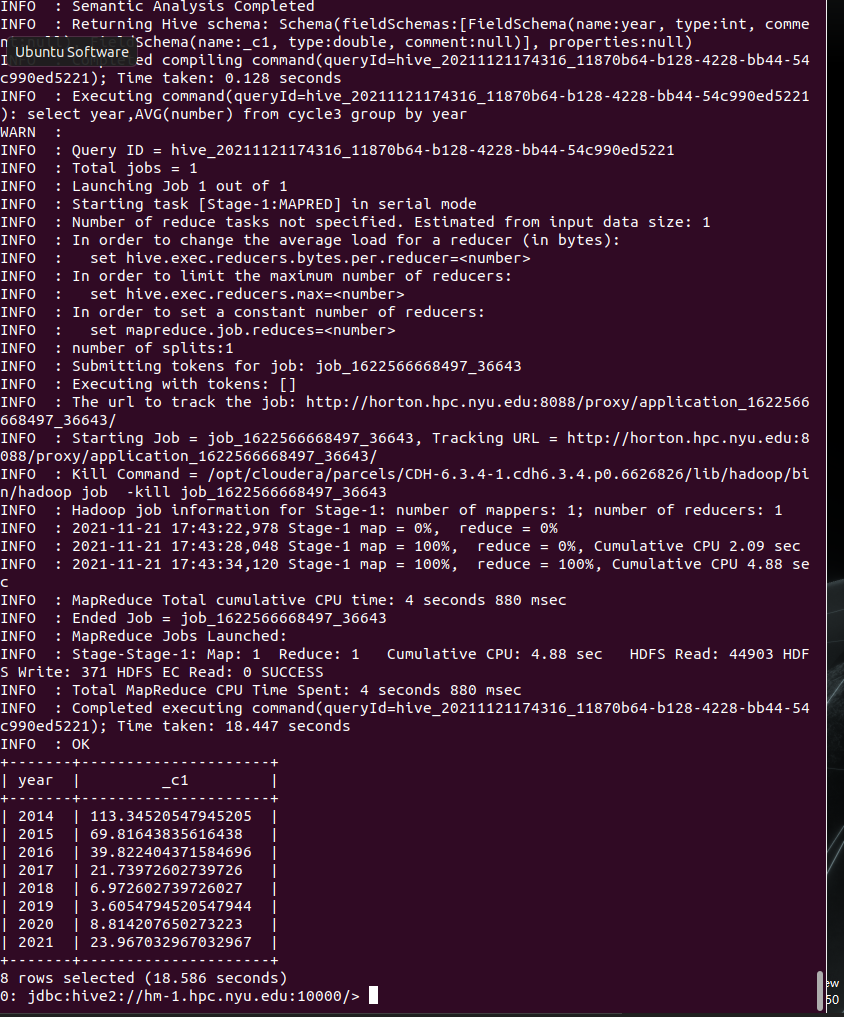 INFO  : Semantic Analysis Completed
INFO  : Returning Hive schema: Schema(fieldSchemas:[FieldSchema(name:year, type:int, comme
FieldSchema(name:_c1, type:double, comment:null)], properties:null)
Ubuntu Software
compiling command(queryId=hive_20211121174316_11870b64-b128-4228-bb44-54
c990ed5221); Time taken: 0.128 seconds
INFO  : Executing command(queryId=hive_20211121174316_11870b64-b128-4228-bb44-54c990ed5221
): select year,AVG(number) from cycle3 group by year
WARN  :
INFO  : Query ID = hive_20211121174316_11870b64-b128-4228-bb44-54c990ed5221
INFO  : Total jobs = 1
INFO  : Launching Job 1 out of 1
INFO  : Starting task [Stage-1:MAPRED] in serial mode
INFO  : Number of reduce tasks not specified. Estimated from input data size: 1
INFO  : In order to change the average load for a reducer (in bytes):
INFO  :   set hive.exec.reducers.bytes.per.reducer=<number>
INFO  : In order to limit the maximum number of reducers:
INFO  :   set hive.exec.reducers.max=<number>
INFO  : In order to set a constant number of reducers:
INFO  :   set mapreduce.job.reduces=<number>
INFO  : number of splits:1
INFO  : Submitting tokens for job: job_1622566668497_36643
INFO  : Executing with tokens: []
INFO  : The url to track the job: http://horton.hpc.nyu.edu:8088/proxy/application_1622566
668497_36643/
INFO  : Starting Job = job_1622566668497_36643, Tracking URL = http://horton.hpc.nyu.edu:8
088/proxy/application_1622566668497_36643/
INFO  : Kill Command = /opt/cloudera/parcels/CDH-6.3.4-1.cdh6.3.4.p0.6626826/lib/hadoop/bi
n/hadoop job  -kill job_1622566668497_36643
INFO  : Hadoop job information for Stage-1: number of mappers: 1; number of reducers: 1
INFO  : 2021-11-21 17:43:22,978 Stage-1 map = 0%,  reduce = 0%
INFO  : 2021-11-21 17:43:28,048 Stage-1 map = 100%,  reduce = 0%, Cumulative CPU 2.09 sec
INFO  : 2021-11-21 17:43:34,120 Stage-1 map = 100%,  reduce = 100%, Cumulative CPU 4.88 se
c
INFO  : MapReduce Total cumulative CPU time: 4 seconds 880 msec
INFO  : Ended Job = job_1622566668497_36643
INFO  : MapReduce Jobs Launched:
INFO  : Stage-Stage-1: Map: 1  Reduce: 1   Cumulative CPU: 4.88 sec   HDFS Read: 44903 HDF
S Write: 371 HDFS EC Read: 0 SUCCESS
INFO  : Total MapReduce CPU Time Spent: 4 seconds 880 msec
INFO  : Completed executing command(queryId=hive_20211121174316_11870b64-b128-4228-bb44-54
c990ed5221); Time taken: 18.447 seconds
INFO  : OK
+-------+---------------------+
| year  |         _c1         |
+-------+---------------------+
| 2014  | 113.34520547945205  |
| 2015  | 69.81643835616438   |
| 2016  | 39.822404371584696  |
| 2017  | 21.73972602739726   |
| 2018  | 6.972602739726027   |
| 2019  | 3.6054794520547944  |
| 2020  | 8.814207650273223   |
| 2021  | 23.967032967032967  |
+-------+---------------------+
8 rows selected (18.586 seconds)
0: jdbc:hive2://hm-1.hpc.nyu.edu:10000/>
ew
50